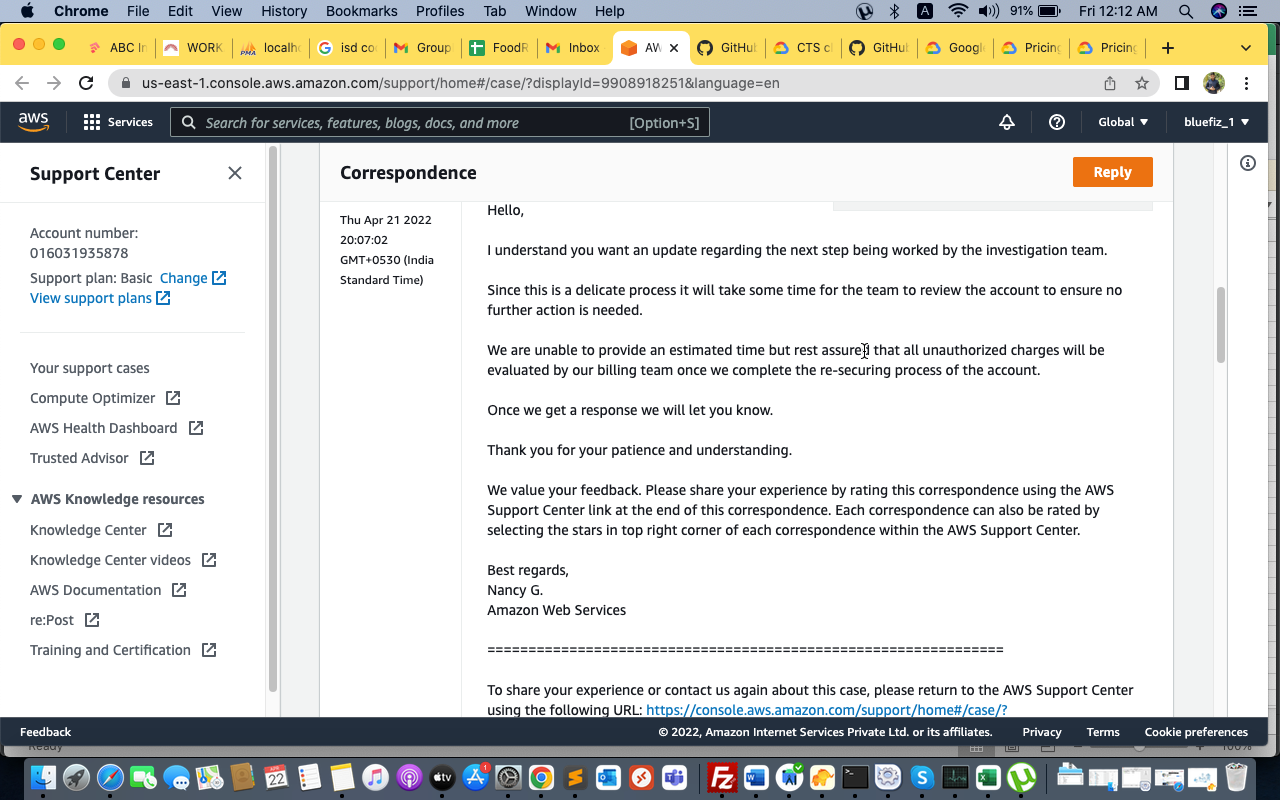 Chrome File Edit View History Bookmarks Profiles Tab Window Help
A 91% Fri 12:12 AM
ABC In WORK localh isd co Group FoodR Inbox AW GitHu CTS c GitHu Googl Pricing Pricing
us-east-1.console.aws.amazon.com/support/home#/case/?displayId=9908918251&language=en
aws Services Search for services, features, blogs, docs, and more [Option+S] Global bluefiz_1
Support Center
Account number:
016031935878
Support plan: Basic Change
View support plans
Your support cases
Compute Optimizer
AWS Health Dashboard
Trusted Advisor
AWS Knowledge resources
Knowledge Center
Knowledge Center videos
AWS Documentation
re:Post
Training and Certification
Correspondence
Reply
Thu Apr 21 2022
20:07:02
GMT+0530 (India
Standard Time)
Hello,
I understand you want an update regarding the next step being worked by the investigation team.
Since this is a delicate process it will take some time for the team to review the account to ensure no
further action is needed.
We are unable to provide an estimated time but rest assured that all unauthorized charges will be
evaluated by our billing team once we complete the re-securing process of the account.
Once we get a response we will let you know.
Thank you for your patience and understanding.
We value your feedback. Please share your experience by rating this correspondence using the AWS
Support Center link at the end of this correspondence. Each correspondence can also be rated by
selecting the stars in top right corner of each correspondence within the AWS Support Center.
Best regards,
Nancy G.
Amazon Web Services
===============================================================
To share your experience or contact us again about this case, please return to the AWS Support Center
using the following URL: https://console.aws.amazon.com/support/home#/case/?
Feedback © 2022, Amazon Internet Services Private Ltd. or its affiliates. Privacy Terms Cookie preferences
Ready 100%
APR
22
tv
1
Fz
W
S
X